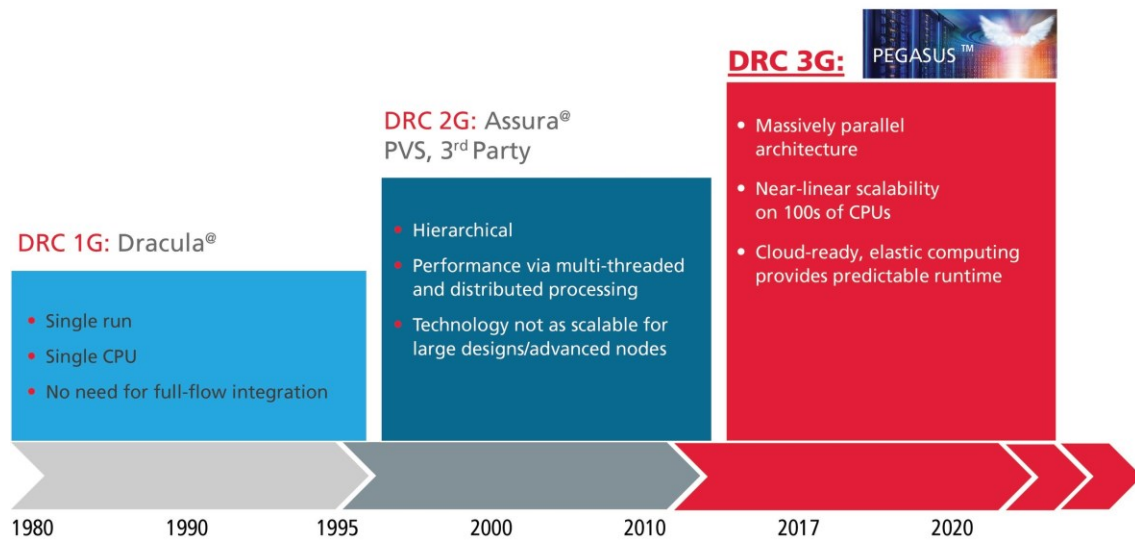 DRC 3G:
PEGASUS ™
DRC 2G: Assura@
PVS, 3rd Party
DRC 1G: Dracula@
• Single run
• Single CPU
• No need for full-flow integration
• Hierarchical
• Performance via multi-threaded
and distributed processing
• Technology not as scalable for
large designs/advanced nodes
• Massively parallel
architecture
• Near-linear scalability
on 100s of CPUs
• Cloud-ready, elastic computing
provides predictable runtime
1980 1990 1995 2000 2010 2017 2020